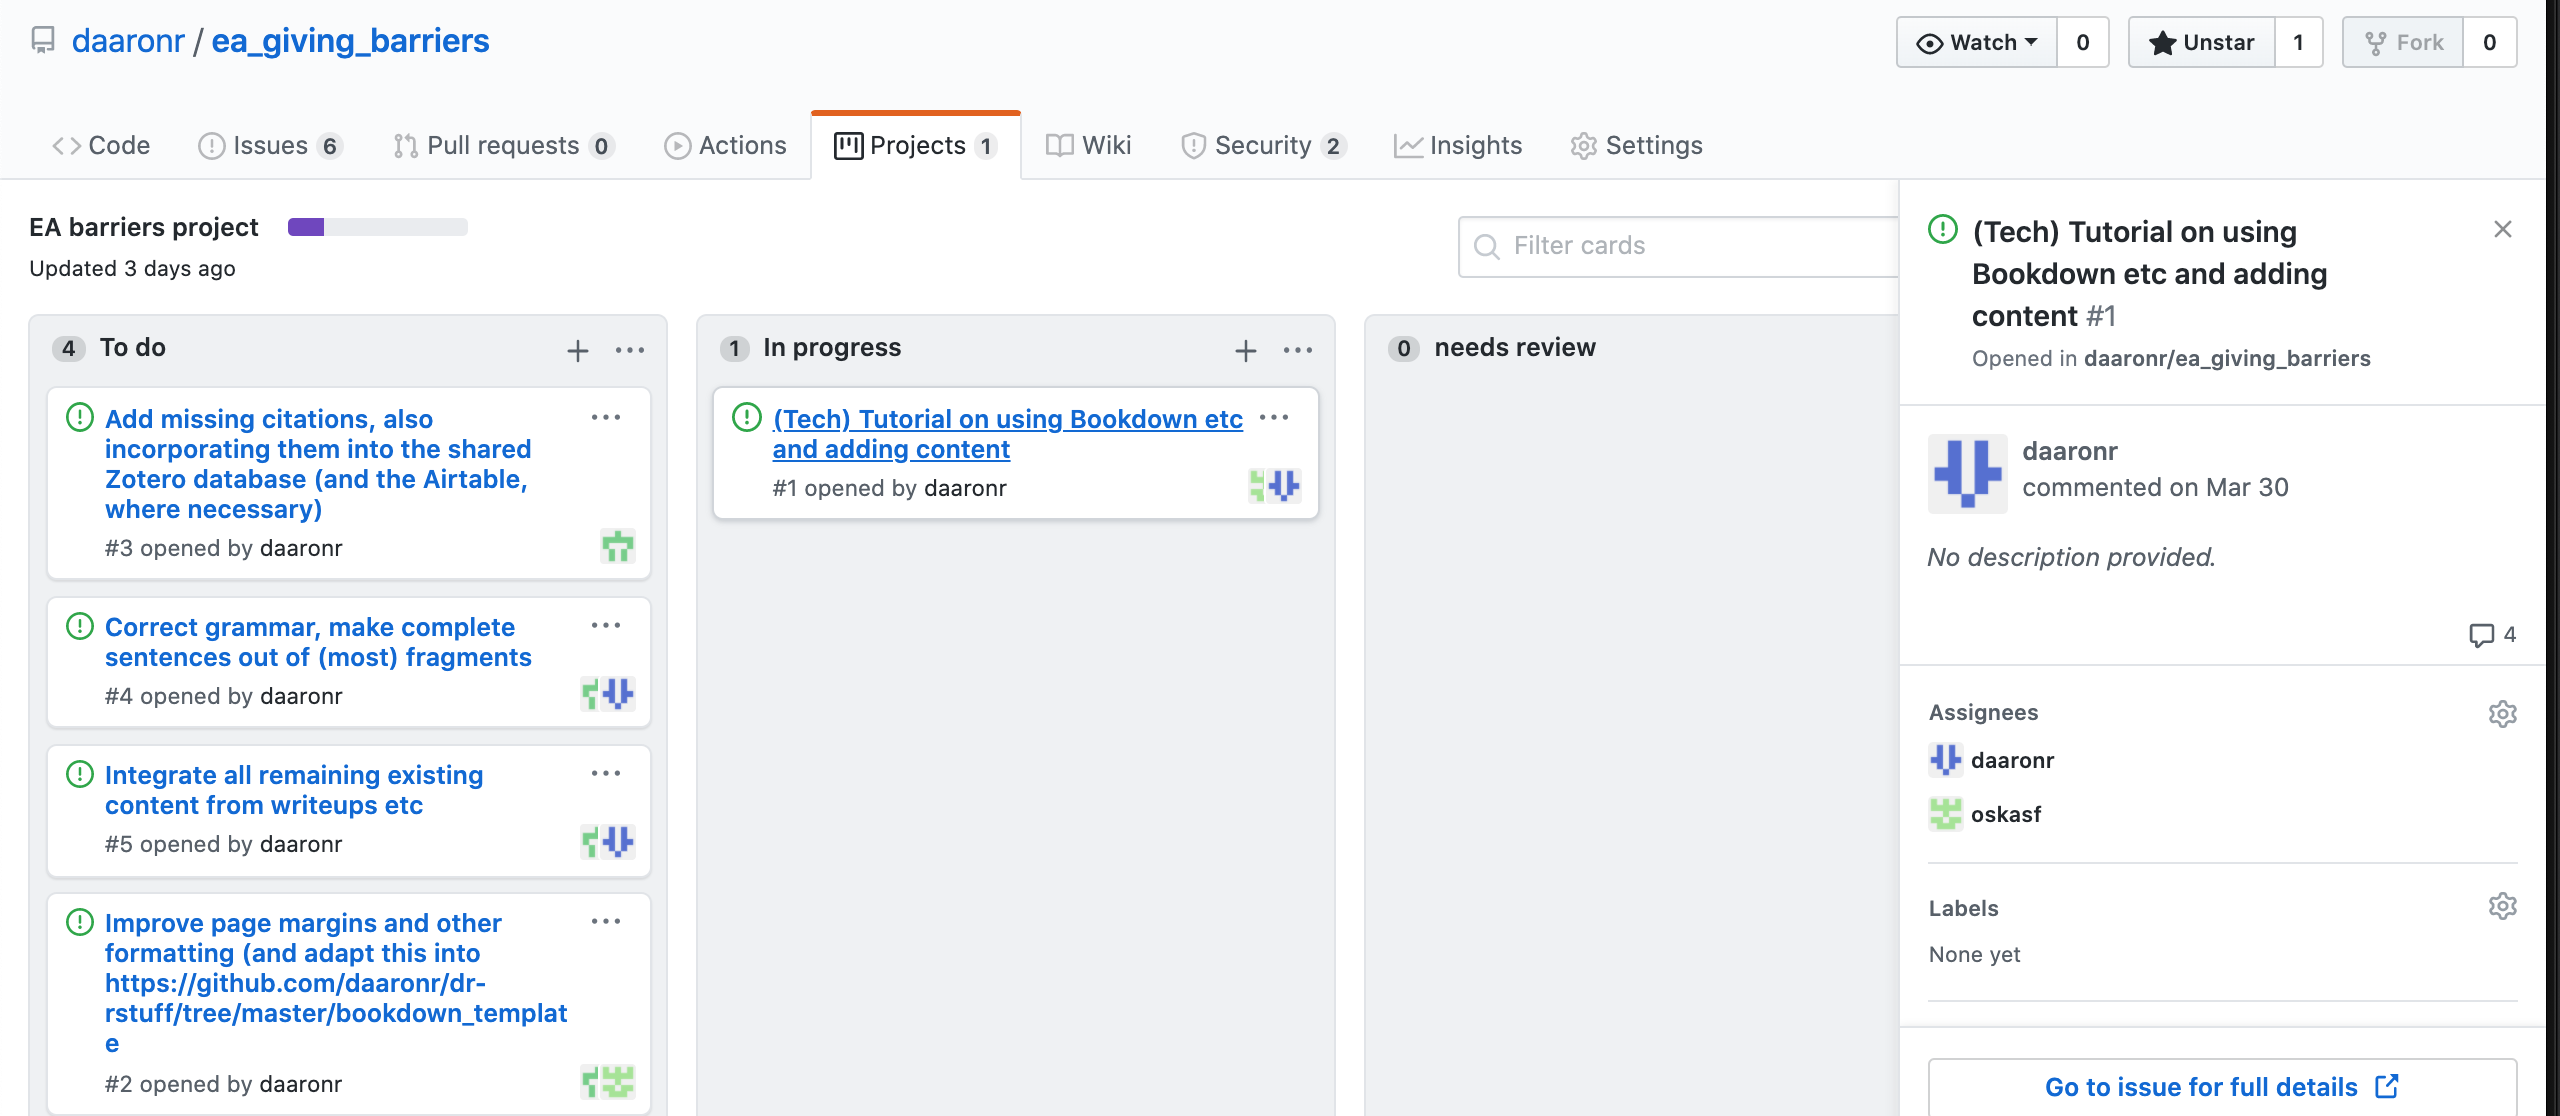 daaronr / ea_giving_barriers
Watch 0
Unstar 1
Fork 0
Code
Issues 6
Pull requests 0
Actions
Projects 1
Wiki
Security 2
Insights
Settings
EA barriers project
Updated 3 days ago
Filter cards
4 To do
Add missing citations, also
incorporating them into the shared
Zotero database (and the Airtable,
where necessary)
#3 opened by daaronr
Correct grammar, make complete
sentences out of (most) fragments
#4 opened by daaronr
Integrate all remaining existing
content from writeups etc
#5 opened by daaronr
Improve page margins and other
formatting (and adapt this into
https://github.com/daaronr/dr-
rstuff/tree/master/bookdown_templat
e
#2 opened by daaronr
1 In progress
(Tech) Tutorial on using Bookdown etc
and adding content
#1 opened by daaronr
0 needs review
(Tech) Tutorial on using
Bookdown etc and adding
content #1
Opened in daaronr/ea_giving_barriers
daaronr
commented on Mar 30
No description provided.
4
Assignees
daaronr
oskasf
Labels
None yet
Go to issue for full details